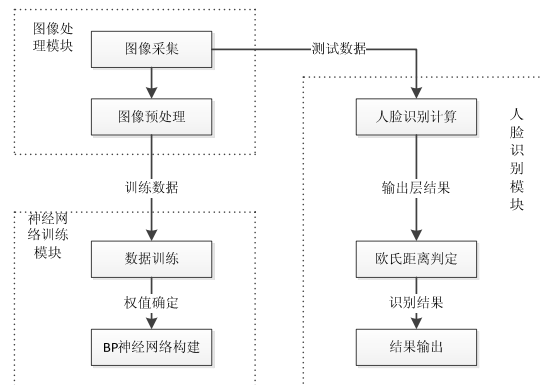 图像处
理模块
图像采集
测试数据
图像预处理
人脸识别计算
人
脸
识
别
模
块
训练数据
输出层结果
神经网
络训练
模块
数据训练
欧氏距离判定
权值确定
识别结果
BP神经网络构建
结果输出